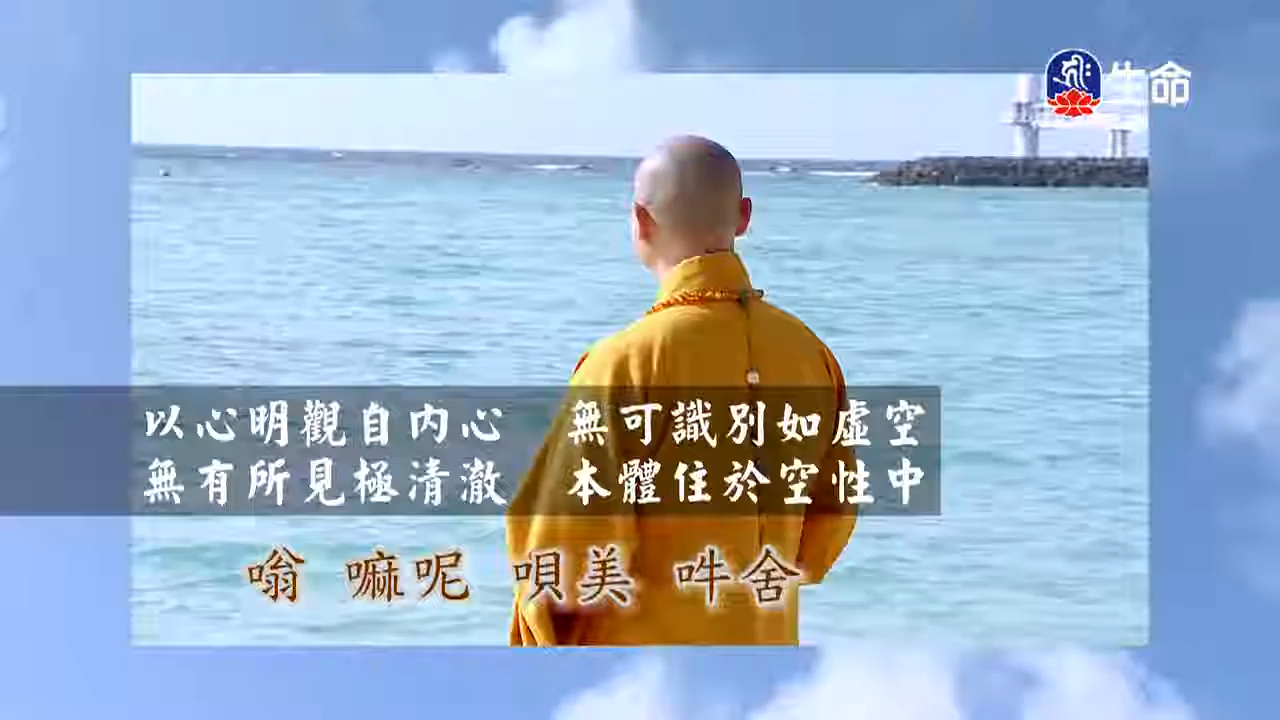 生命
以心明觀自內心 無可識別如虛空
無有所見極清澈 本體住於空性中
嗡 嘛呢 唄美 吽舍